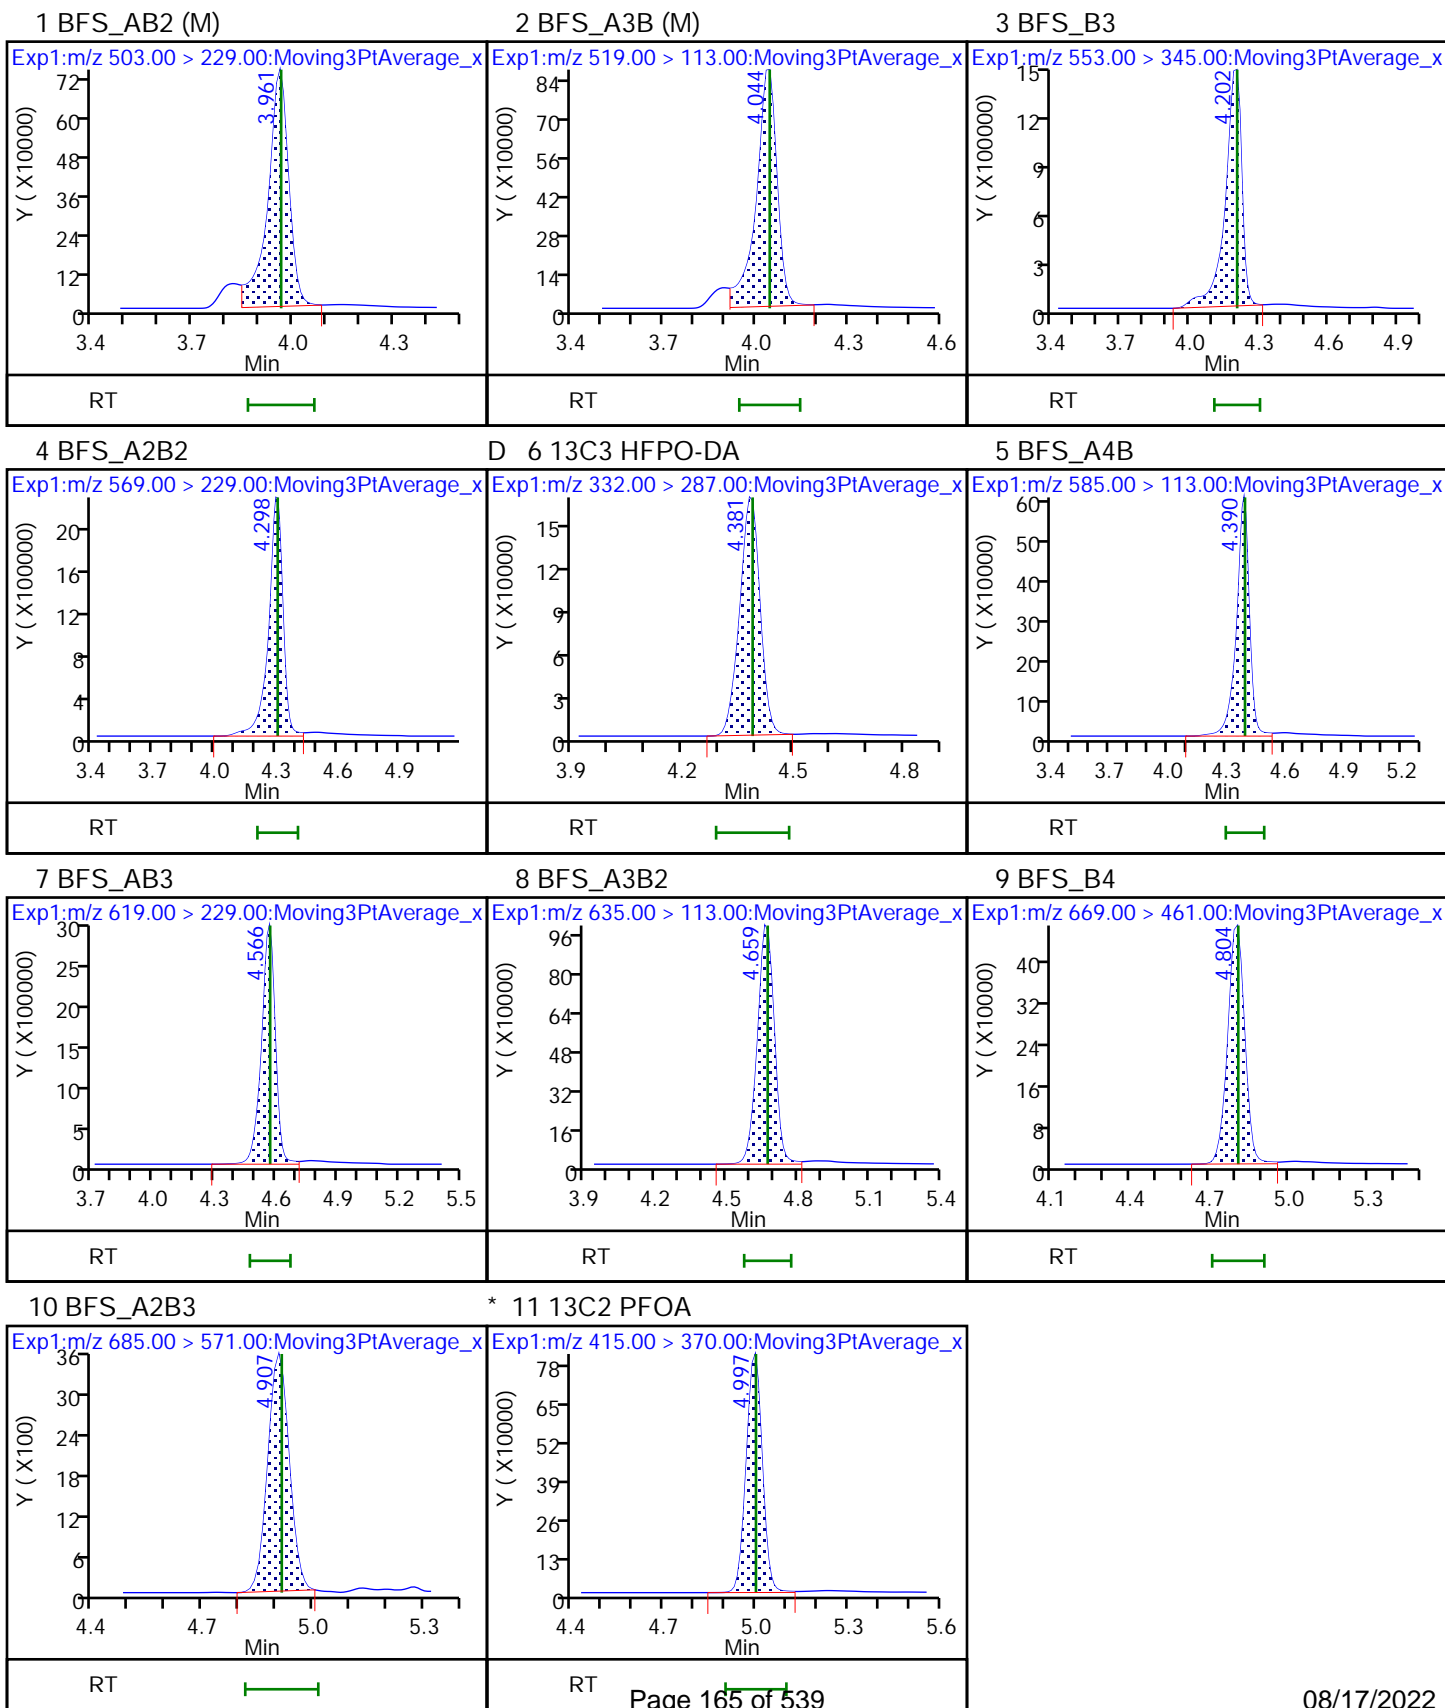 1 BFS_AB2 (M)
2 BFS_A3B (M)
3 BFS_B3
Exp1:m/z 503.00 > 229.00:Moving3PtAverage_x
Exp1:m/z 519.00 > 113.00:Moving3PtAverage_x
Exp1:m/z 553.00 > 345.00:Moving3PtAverage_x
Y ( X10000)
72
60
48
36
24
12
0
3.961
3.4
3.7
4.0
4.3
Min
RT
Y ( X10000)
84
70
56
42
28
14
0
4.044
3.4
3.7
4.0
4.3
4.6
Min
RT
Y ( X100000)
15
12
9
6
3
0
4.202
3.4
3.7
4.0
4.3
4.6
4.9
Min
RT
4 BFS_A2B2
D 6 13C3 HFPO-DA
5 BFS_A4B
Exp1:m/z 569.00 > 229.00:Moving3PtAverage_x
Exp1:m/z 332.00 > 287.00:Moving3PtAverage_x
Exp1:m/z 585.00 > 113.00:Moving3PtAverage_x
Y ( X100000)
20
16
12
8
4
0
4.298
3.4
3.7
4.0
4.3
4.6
4.9
Min
RT
Y ( X10000)
15
12
9
6
3
0
4.381
3.9
4.2
4.5
4.8
Min
RT
Y ( X10000)
60
50
40
30
20
10
0
4.390
3.4
3.7
4.0
4.3
4.6
4.9
5.2
Min
RT
7 BFS_AB3
8 BFS_A3B2
9 BFS_B4
Exp1:m/z 619.00 > 229.00:Moving3PtAverage_x
Exp1:m/z 635.00 > 113.00:Moving3PtAverage_x
Exp1:m/z 669.00 > 461.00:Moving3PtAverage_x
Y ( X100000)
30
25
20
15
10
5
0
4.566
3.7
4.0
4.3
4.6
4.9
5.2
5.5
Min
RT
Y ( X10000)
96
80
64
48
32
16
0
4.659
3.9
4.2
4.5
4.8
5.1
5.4
Min
RT
Y ( X10000)
40
32
24
16
8
0
4.804
4.1
4.4
4.7
5.0
5.3
Min
RT
10 BFS_A2B3
* 11 13C2 PFOA
Exp1:m/z 685.00 > 571.00:Moving3PtAverage_x
Exp1:m/z 415.00 > 370.00:Moving3PtAverage_x
Y ( X100)
36
30
24
18
12
6
0
4.907
4.4
4.7
5.0
5.3
Min
RT
Y ( X10000)
78
65
52
39
26
13
0
4.997
4.4
4.7
5.0
5.3
5.6
Min
RT
Page 165 of 539
08/17/2022